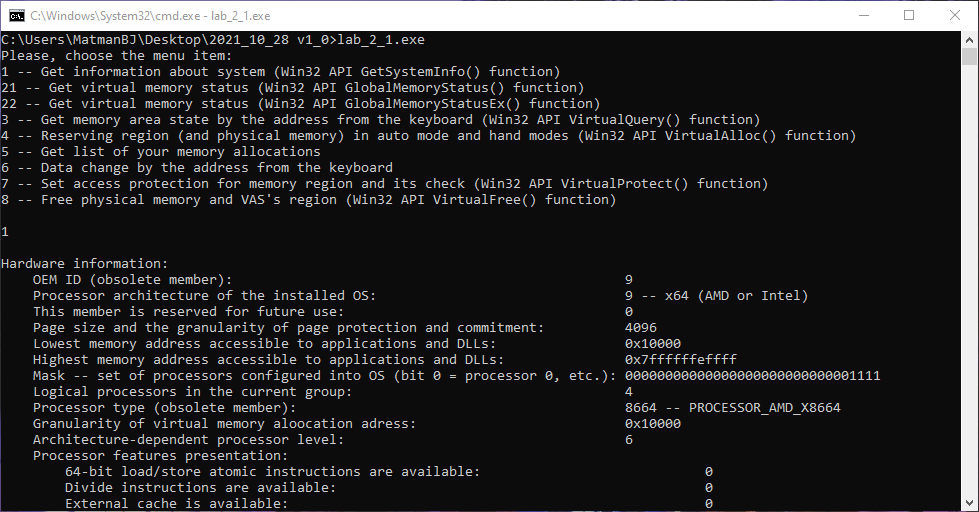 C:\Windows\System32\cmd.exe - lab_2_1.exe
C:\Users\MatmanBJ\Desktop\2021_10_28 v1_0>lab_2_1.exe
Please, choose the menu item:
1 -- Get information about system (Win32 API GetSystemInfo() function)
21 -- Get virtual memory status (Win32 API GlobalMemoryStatus() function)
22 -- Get virtual memory status (Win32 API GlobalMemoryStatusEx() function)
3 -- Get memory area state by the address from the keyboard (Win32 API VirtualQuery() function)
4 -- Reserving region (and physical memory) in auto mode and hand modes (Win32 API VirtualAlloc() function)
5 -- Get list of your memory allocations
6 -- Data change by the address from the keyboard
7 -- Set access protection for memory region and its check (Win32 API VirtualProtect() function)
8 -- Free physical memory and VAS's region (Win32 API VirtualFree() function)
1
Hardware information:
OEM ID (obsolete member): 9
Processor architecture of the installed OS: 9 -- x64 (AMD or Intel)
This member is reserved for future use: 0
Page size and the granularity of page protection and commitment: 4096
Lowest memory address accessible to applications and DLLs: 0x10000
Highest memory address accessible to applications and DLLs: 0x7ffffffeffff
Mask -- set of processors configured into OS (bit 0 = processor 0, etc.): 00000000000000000000000000001111
Logical processors in the current group: 4
Processor type (obsolete member): 8664 -- PROCESSOR_AMD_X8664
Granularity of virtual memory aloocation adress: 0x10000
Architecture-dependent processor level: 6
Processor features presentation:
64-bit load/store atomic instructions are available: 0
Divide instructions are available: 0
External cache is available: 0